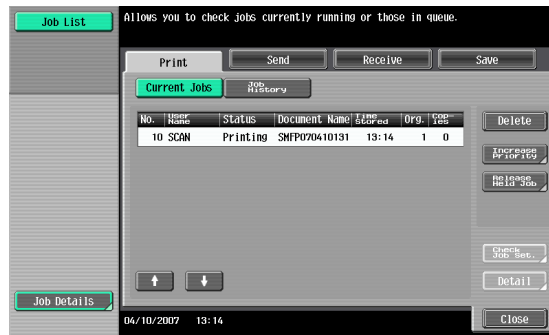 Job List
Allows you to check jobs currently running or those in queue.
Print Send Receive Save
Current Jobs Job History
No. User Name Status Document Name Time Stored Org. Cop-ies
10 SCAN Printing SMFP070410131 13:14 1 0
Delete
Increase Priority
Release Held Job
Check Job Set.
Detail
Job Details
04/10/2007 13:14
Close